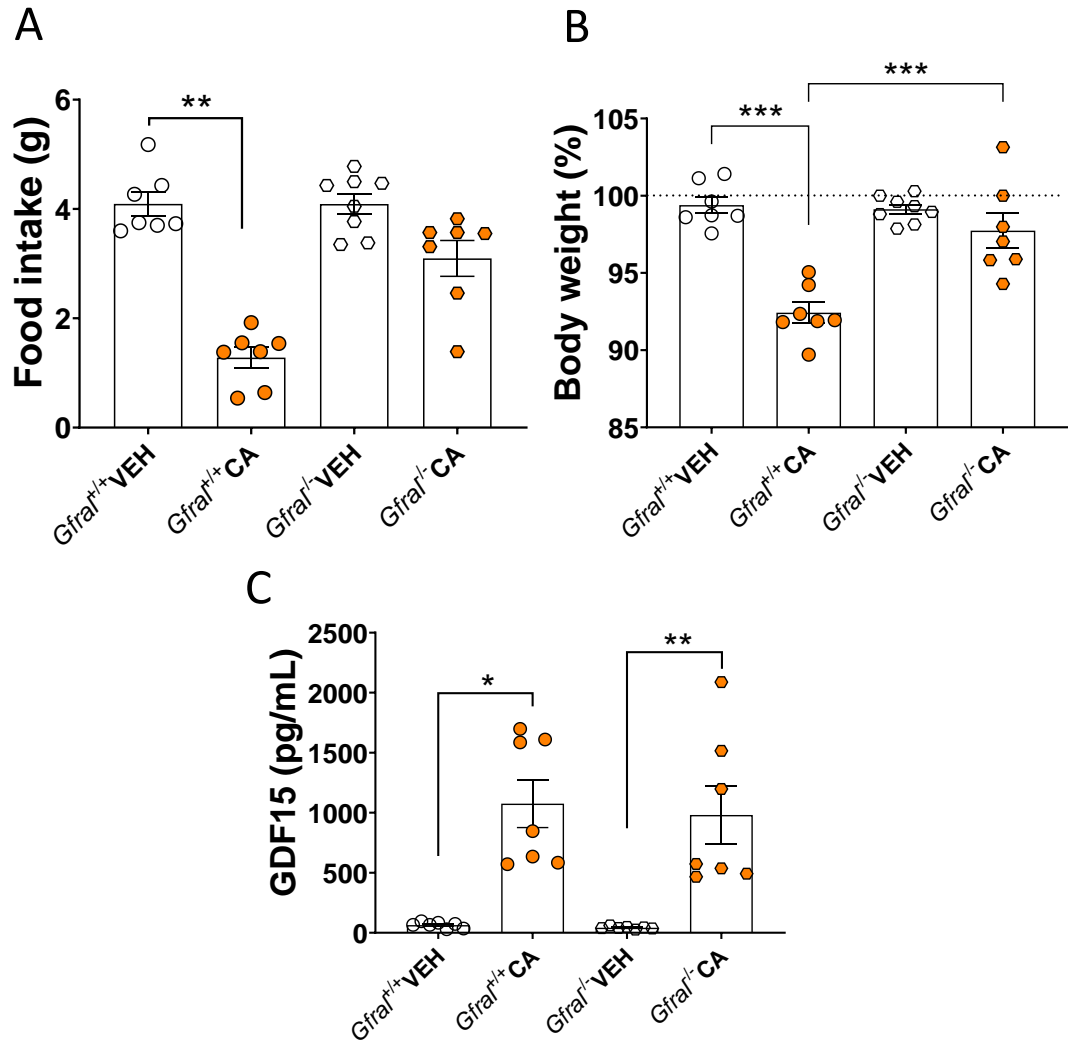 A
Food intake (g)
6
4
2
0
**
Gfral+/+VEH
Gfral+/+CA
Gfral-/-VEH
Gfral-/-CA
B
Body weight (%)
105
100
95
90
85
***
***
Gfral+/+VEH
Gfral+/+CA
Gfral-/-VEH
Gfral-/-CA
C
GDF15 (pg/mL)
2500
2000
1500
1000
500
0
*
**
Gfral+/+VEH
Gfral+/+CA
Gfral-/-VEH
Gfral-/-CA